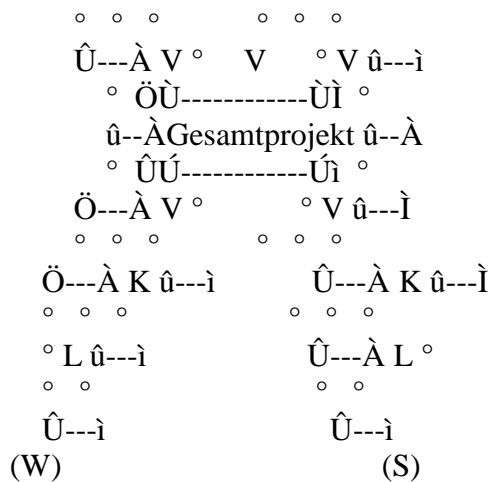 ° ° ° ° ° °
Û---À V ° V ° V û---ì
° ÖÙ------------ÙÌ °
û--ÀGesamtprojekt û--À
° ÛÚ------------Úì °
Ö---À V ° ° V û---Ì
° ° ° ° ° °
Ö---À K û---ì Û---À K û---Ì
° ° ° ° ° °
° L û---ì Û---À L °
° ° ° °
Û---ì Û---ì
(W) (S)